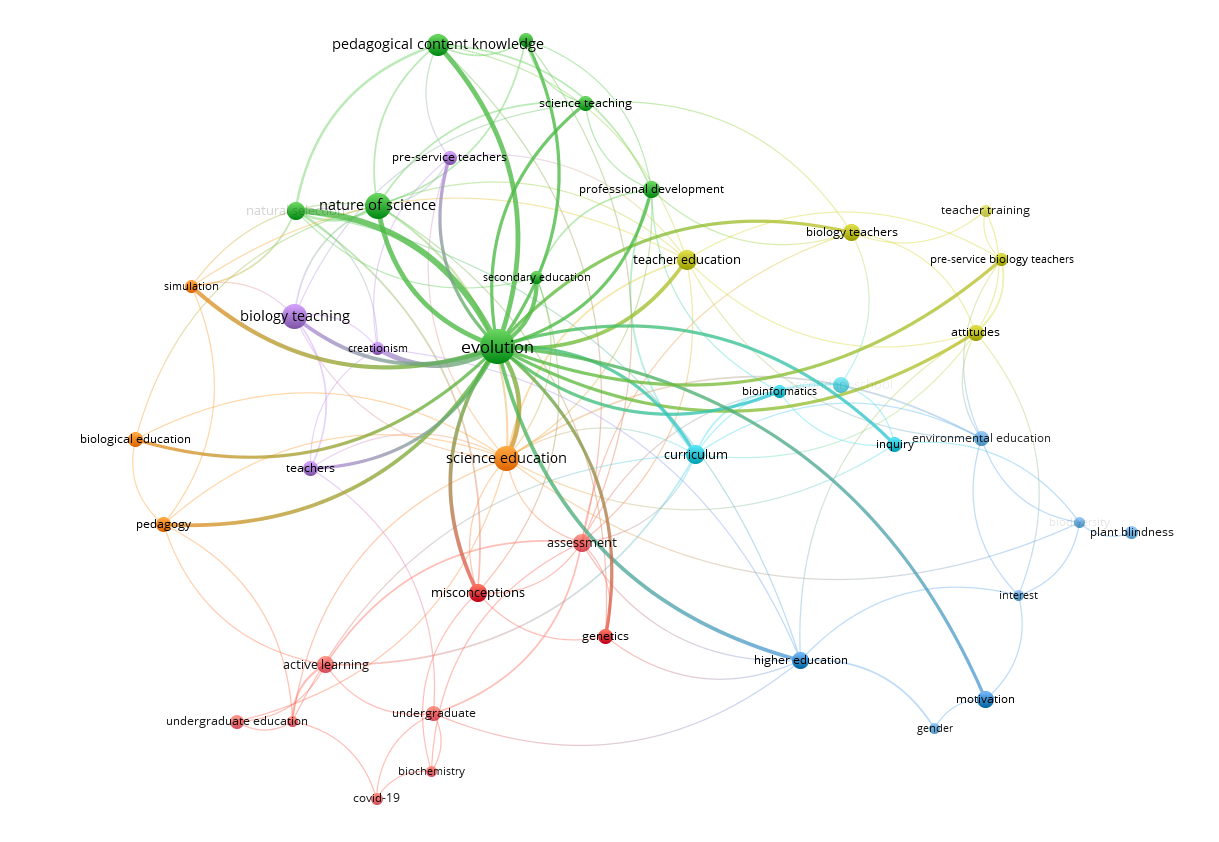 pedagogical content knowledge
science teaching
pre-service teachers
professional development
natural selection
nature of science
teacher training
biology teachers
teacher education
pre-service biology teachers
secondary education
simulation
biology teaching
attitudes
creationism
evolution
bioinformatics
biological education
environmental education
inquiry
science education
curriculum
teachers
pedagogy
biodiversity
plant blindness
assessment
misconceptions
interest
genetics
higher education
active learning
motivation
undergraduate
undergraduate education
gender
biochemistry
covid-19